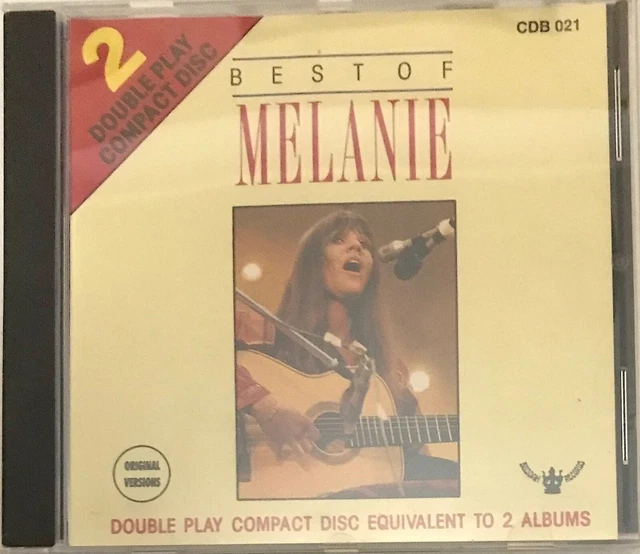 CDB 021
2
DOUBLE PLAY
COMPACT DISC
BEST OF
MELANIE
ORIGINAL
VERSIONS
DOUBLE PLAY COMPACT DISC EQUIVALENT TO 2 ALBUMS